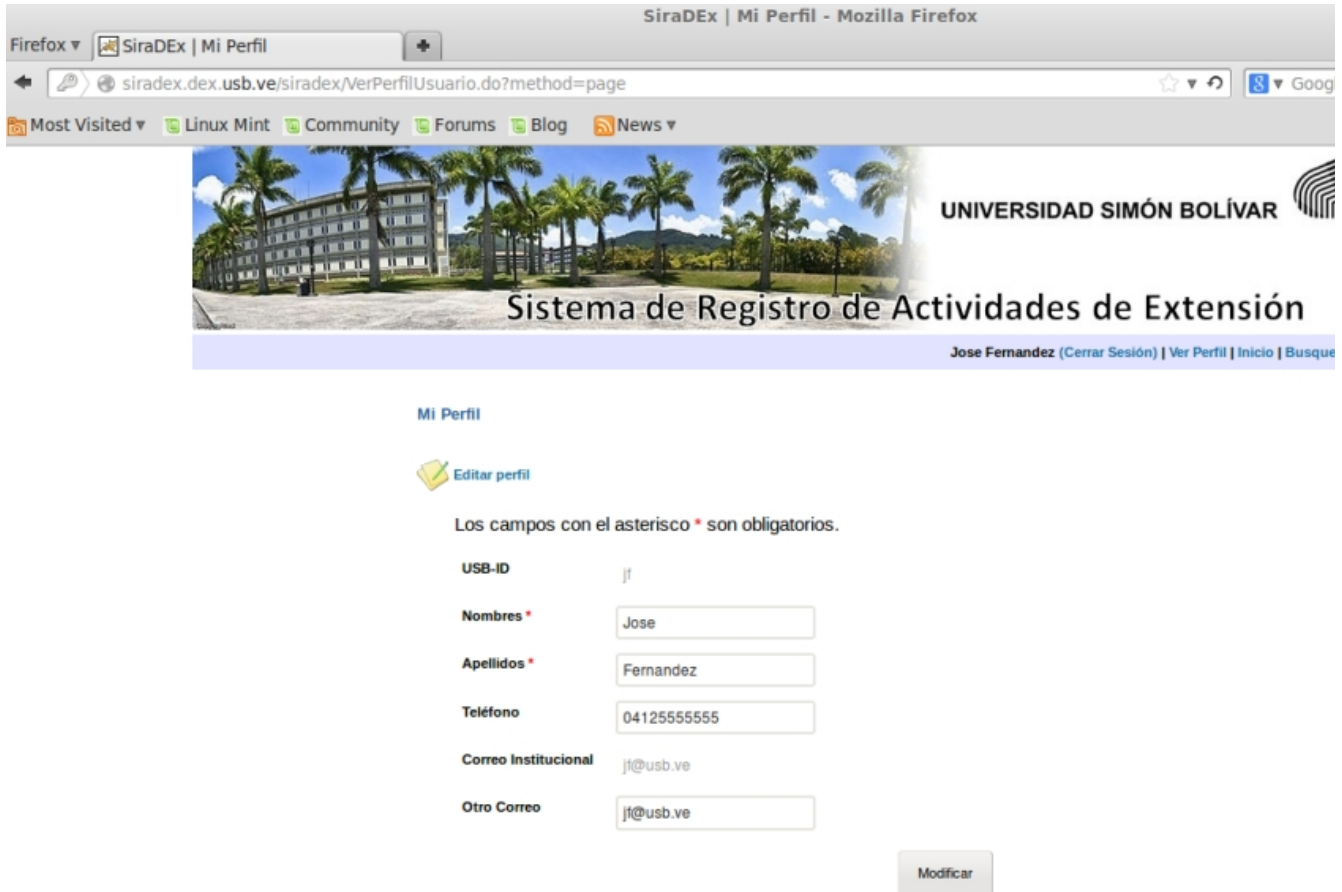 SiraDEx | Mi Perfil - Mozilla Firefox
Firefox SiraDEx | Mi Perfil
siradex.dex.usb.ve/siradex/VerPerfilUsuario.do?method=page Goog
Most Visited Linux Mint Community Forums Blog News
UNIVERSIDAD SIMÓN BOLÍVAR
Sistema de Registro de Actividades de Extensión
Jose Fernandez (Cerrar Sesión) | Ver Perfil | Inicio | Busque
Mi Perfil
Editar perfil
Los campos con el asterisco * son obligatorios.
USB-ID jf
Nombres * Jose
Apellidos * Fernandez
Teléfono 04125555555
Correo Institucional jf@usb.ve
Otro Correo jf@usb.ve
Modificar